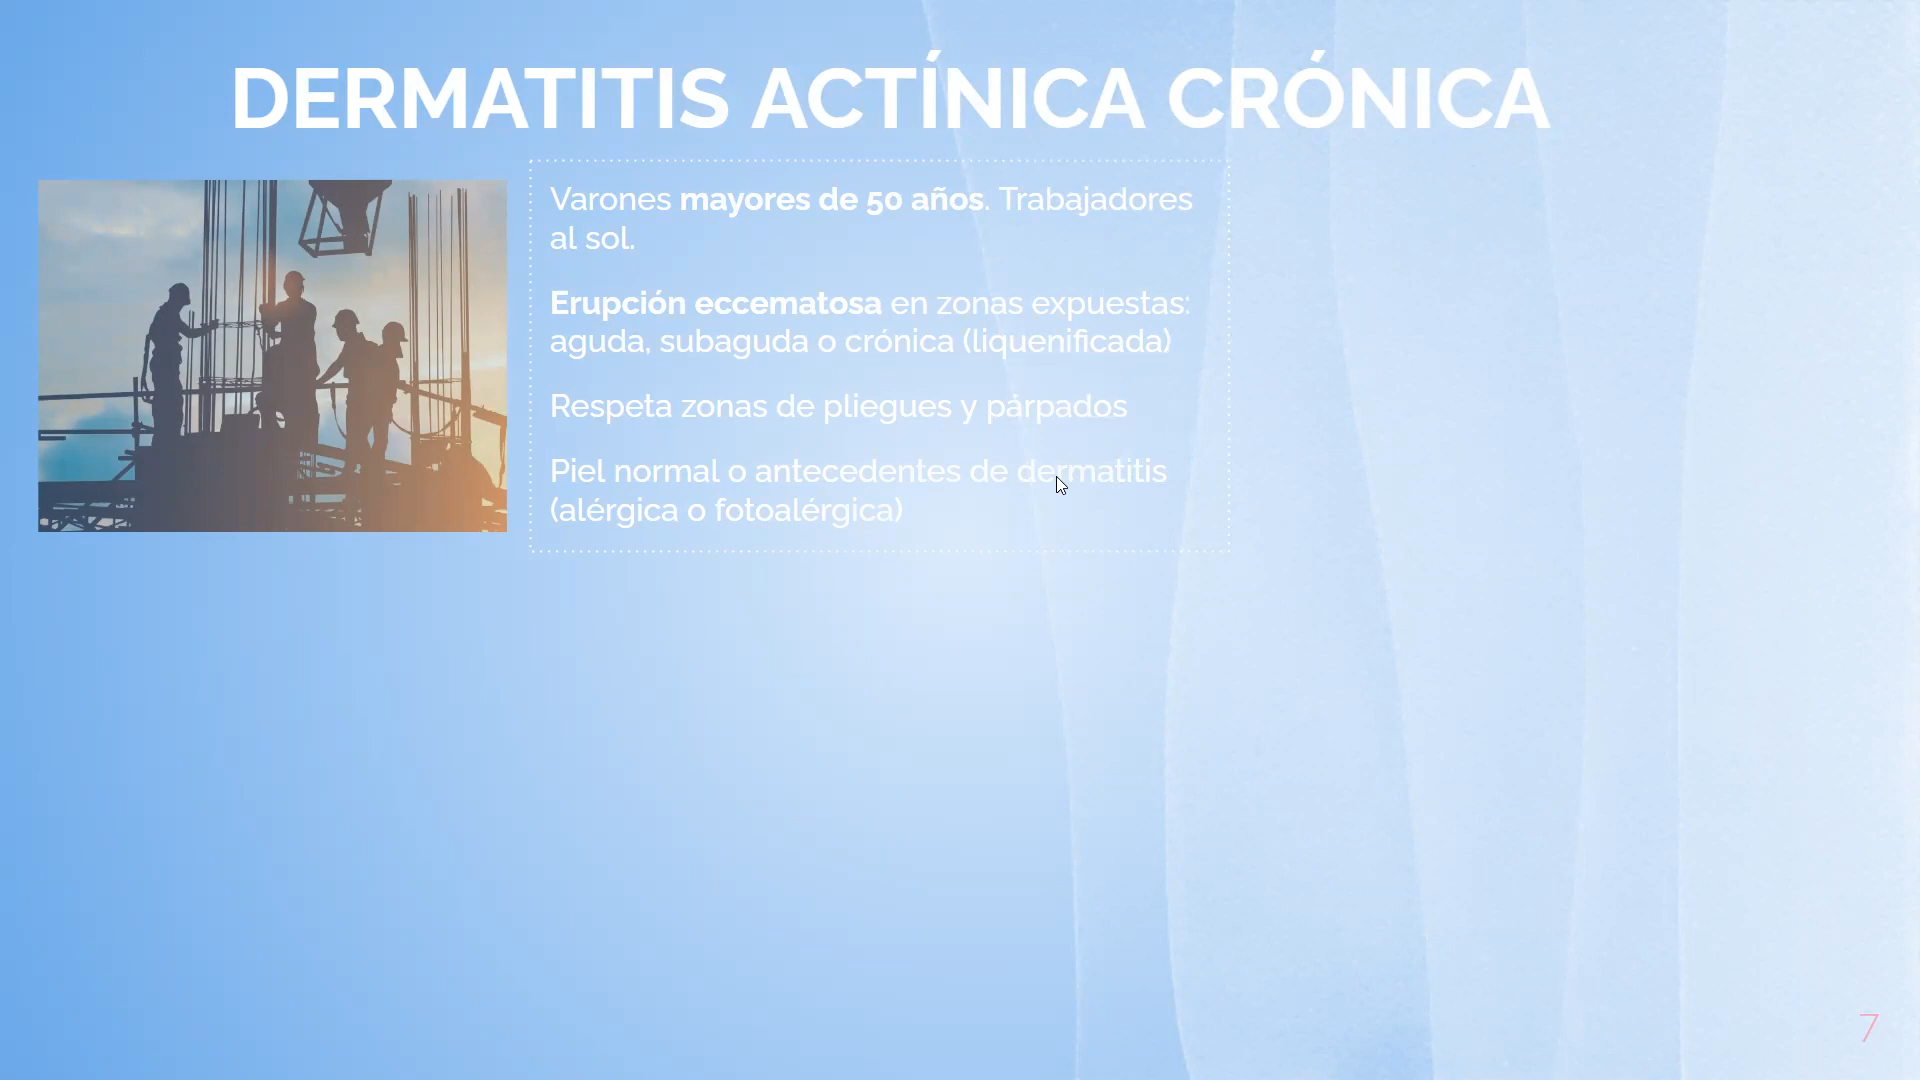 DERMATITIS ACTÍNICA CRÓNICA
Varones mayores de 50 años. Trabajadores
al sol.
Erupción eccematosa en zonas expuestas:
aguda, subaguda o crónica (liquenificada)
Respeta zonas de pliegues y párpados
Piel normal o antecedentes de dermatitis
(alérgica o fotoalérgica)
7